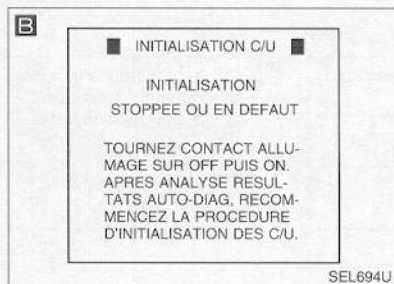 B
INITIALISATION C/U
INITIALISATION
STOPPEE OU EN DEFAUT
TOURNEZ CONTACT ALLU-
MAGE SUR OFF PUIS ON.
APRES ANALYSE RESUL-
TATS AUTO-DIAG, RECOM-
MENCEZ LA PROCEDURE
D'INITIALISATION DES C/U.
SEL694U